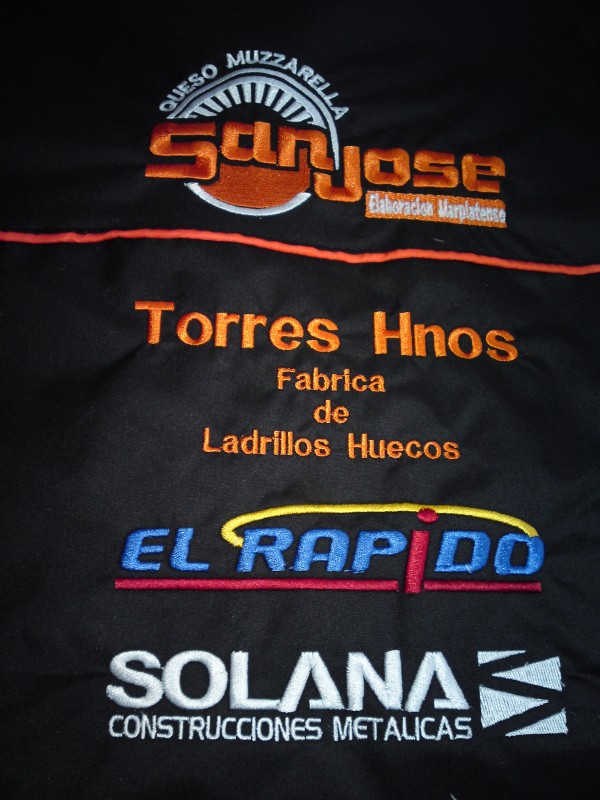 QUESO MUZZARELLA
San Jose
Elaboracion Marplatense
Torres Hnos
Fabrica
de
Ladrillos Huecos
EL RAPiDO
SOLANA
CONSTRUCCIONES METALICAS